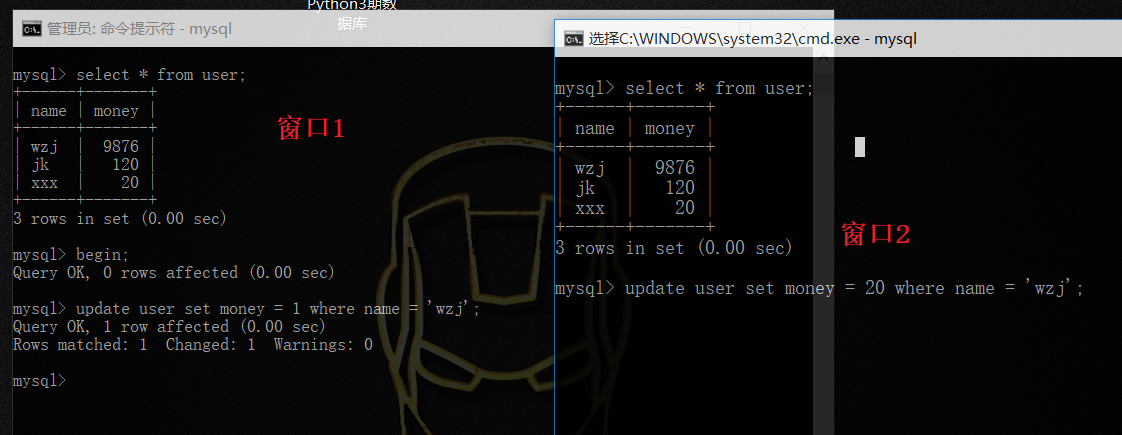 Python3期数
据库
管理员: 命令提示符 - mysql
mysql> select * from user;
+------+-------+
| name | money |
+------+-------+
| wzj  |  9876 |
| jk   |   120 |
| xxx  |    20 |
+------+-------+
3 rows in set (0.00 sec)
mysql> begin;
Query OK, 0 rows affected (0.00 sec)
mysql> update user set money = 1 where name = 'wzj';
Query OK, 1 row affected (0.00 sec)
Rows matched: 1  Changed: 1  Warnings: 0
mysql>
窗口1
选择C:\WINDOWS\system32\cmd.exe - mysql
mysql> select * from user;
+------+-------+
| name | money |
+------+-------+
| wzj  |  9876 |
| jk   |   120 |
| xxx  |    20 |
+------+-------+
3 rows in set (0.00 sec)
mysql> update user set money = 20 where name = 'wzj';
窗口2